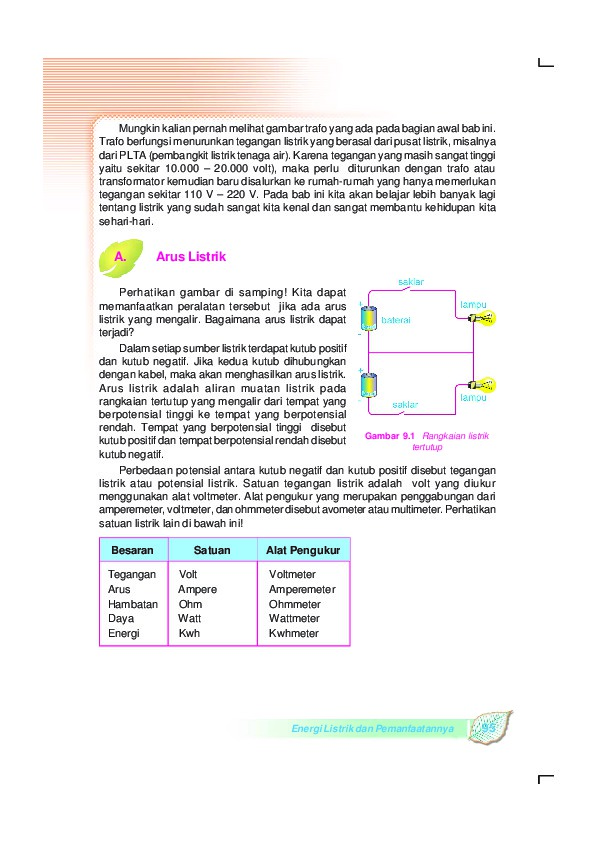 Mungkin kalian pernah melihat gambar trafo yang ada pada bagian awal bab ini.
Trafo berfungsi menurunkan tegangan listrik yang berasal dari pusat listrik, misalnya
dari PLTA (pembangkit listrik tenaga air). Karena tegangan yang masih sangat tinggi
yaitu sekitar 10.000 – 20.000 volt), maka perlu diturunkan dengan trafo atau
transformator kemudian baru disalurkan ke rumah-rumah yang hanya memerlukan
tegangan sekitar 110 V – 220 V. Pada bab ini kita akan belajar lebih banyak lagi
tentang listrik yang sudah sangat kita kenal dan sangat membantu kehidupan kita
sehari-hari.
A. Arus Listrik
Perhatikan gambar di samping! Kita dapat
memanfaatkan peralatan tersebut jika ada arus
listrik yang mengalir. Bagaimana arus listrik dapat
terjadi?
Dalam setiap sumber listrik terdapat kutub positif
dan kutub negatif. Jika kedua kutub dihubungkan
dengan kabel, maka akan menghasilkan arus listrik.
Arus listrik adalah aliran muatan listrik pada
rangkaian tertutup yang mengalir dari tempat yang
berpotensial tinggi ke tempat yang berpotensial
rendah. Tempat yang berpotensial tinggi disebut
kutub positif dan tempat berpotensial rendah disebut
kutub negatif.
saklar
+
lampu
baterai
-
+
-
lampu
saklar
Gambar 9.1 Rangkaian listrik
tertutup
Perbedaan potensial antara kutub negatif dan kutub positif disebut tegangan
listrik atau potensial listrik. Satuan tegangan listrik adalah volt yang diukur
menggunakan alat voltmeter. Alat pengukur yang merupakan penggabungan dari
amperemeter, voltmeter, dan ohmmeter disebut avometer atau multimeter. Perhatikan
satuan listrik lain di bawah ini!
Besaran Satuan Alat Pengukur
Tegangan Volt Voltmeter
Arus Ampere Amperemeter
Hambatan Ohm Ohmmeter
Daya Watt Wattmeter
Energi Kwh Kwhmeter
Energi Listrik dan Pemantaatannya 95